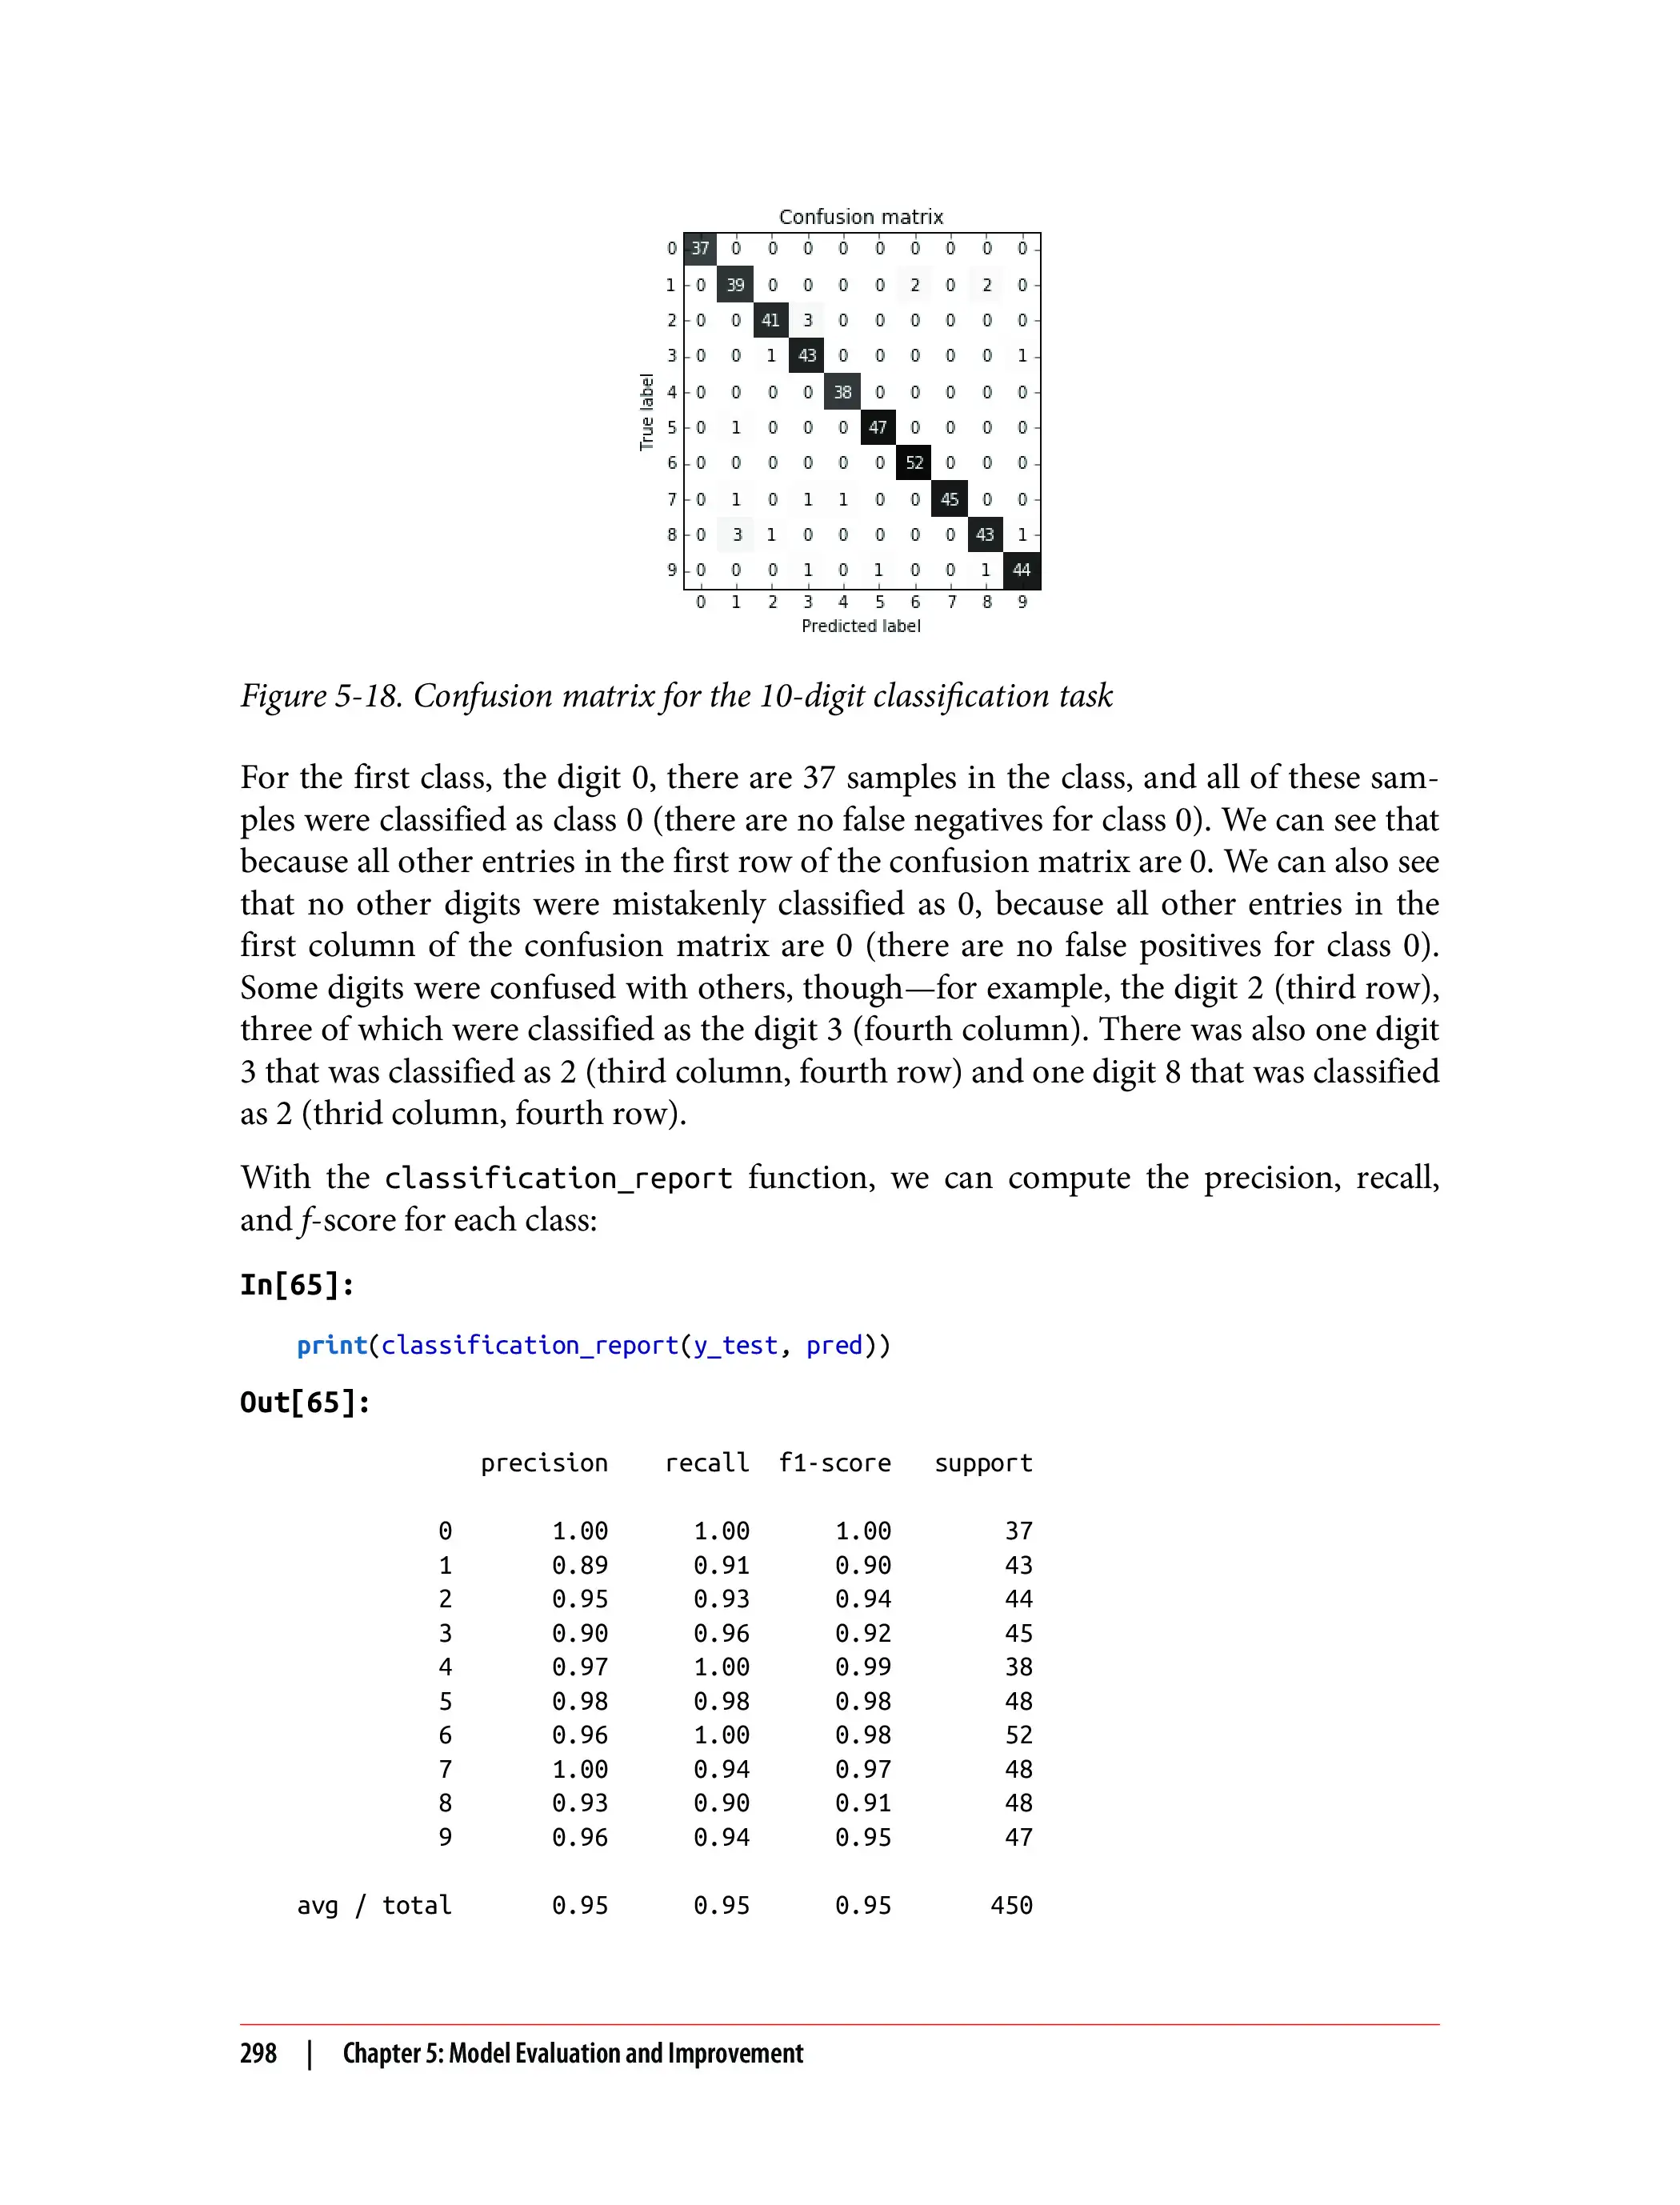 Confusion matrix
0 37 0 0 0 0 0 0 0 0 0
1 0 39 0 0 0 0 2 0 2 0
2 0 0 41 3 0 0 0 0 0 0
3 0 0 1 43 0 0 0 0 0 1
4 0 0 0 0 38 0 0 0 0 0
5 0 1 0 0 0 47 0 0 0 0
6 0 0 0 0 0 0 52 0 0 0
7 0 1 0 1 1 0 0 45 0 0
8 0 3 1 0 0 0 0 0 43 1
9 0 0 0 1 0 1 0 0 1 44
0 1 2 3 4 5 6 7 8 9
True label
Predicted label
Figure 5-18. Confusion matrix for the 10-digit classification task
For the first class, the digit 0, there are 37 samples in the class, and all of these sam-
ples were classified as class 0 (there are no false negatives for class 0). We can see that
because all other entries in the first row of the confusion matrix are 0. We can also see
that no other digits were mistakenly classified as 0, because all other entries in the
first column of the confusion matrix are 0 (there are no false positives for class 0).
Some digits were confused with others, though—for example, the digit 2 (third row),
three of which were classified as the digit 3 (fourth column). There was also one digit
3 that was classified as 2 (third column, fourth row) and one digit 8 that was classified
as 2 (thrid column, fourth row).
With the classification_report function, we can compute the precision, recall,
and f-score for each class:
In[65]:
print(classification_report(y_test, pred))
Out[65]:
precision recall f1-score support
0 1.00 1.00 1.00 37
1 0.89 0.91 0.90 43
2 0.95 0.93 0.94 44
3 0.90 0.96 0.92 45
4 0.97 1.00 0.99 38
5 0.98 0.98 0.98 48
6 0.96 1.00 0.98 52
7 1.00 0.94 0.97 48
8 0.93 0.90 0.91 48
9 0.96 0.94 0.95 47
avg / total 0.95 0.95 0.95 450
298 | Chapter 5: Model Evaluation and Improvement